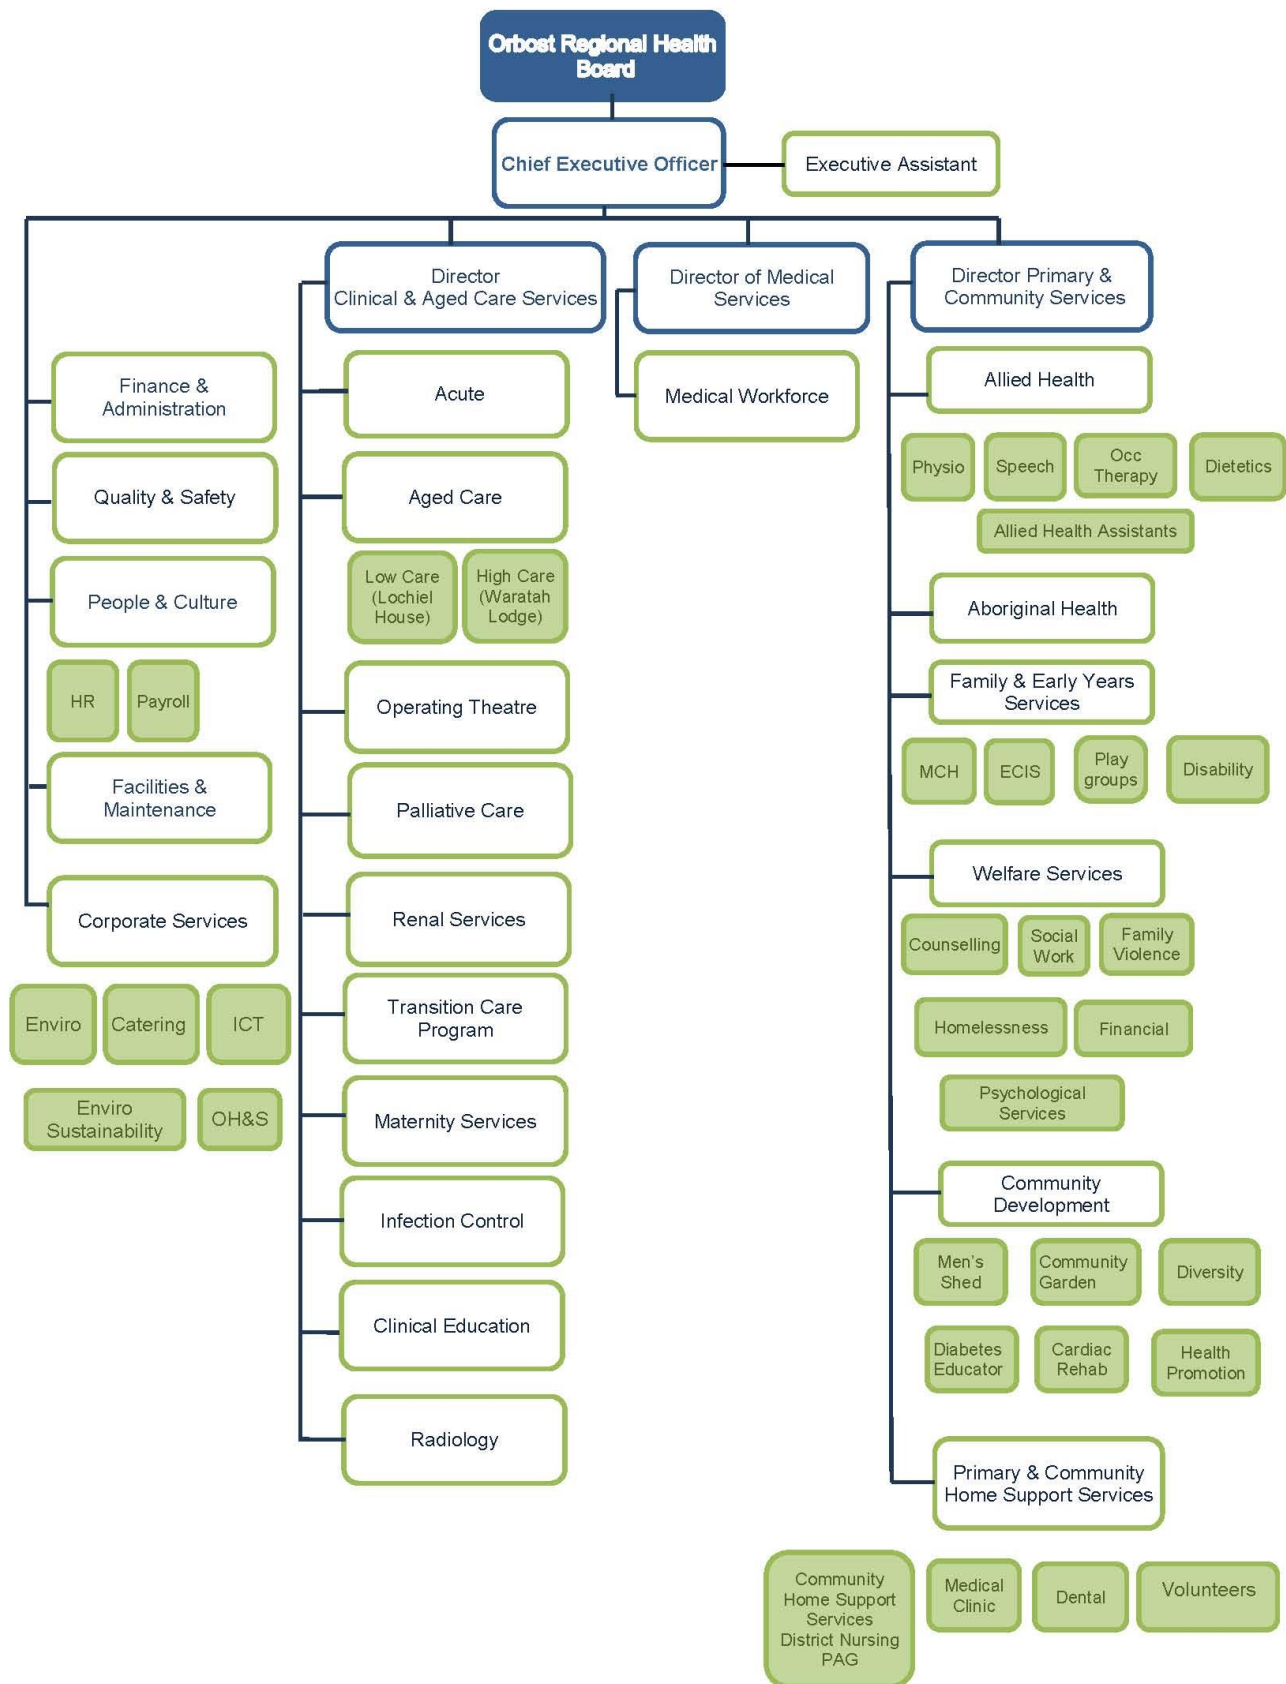 Orbost Regional Health
Board
Chief Executive Officer
Executive Assistant
Director
Clinical & Aged Care Services
Director of Medical
Services
Director Primary &
Community Services
Finance &
Administration
Quality & Safety
People & Culture
HR
Payroll
Facilities &
Maintenance
Corporate Services
Enviro
Catering
ICT
Enviro
Sustainability
OH&S
Acute
Aged Care
Low Care
(Lochiel
House)
High Care
(Waratah
Lodge)
Operating Theatre
Palliative Care
Renal Services
Transition Care
Program
Maternity Services
Infection Control
Clinical Education
Radiology
Medical Workforce
Allied Health
Physio
Speech
Occ
Therapy
Dietetics
Allied Health Assistants
Aboriginal Health
Family & Early Years
Services
MCH
ECIS
Play
groups
Disability
Welfare Services
Counselling
Social
Work
Family
Violence
Homelessness
Financial
Psychological
Services
Community
Development
Men's
Shed
Community
Garden
Diversity
Diabetes
Educator
Cardiac
Rehab
Health
Promotion
Primary & Community
Home Support Services
Community
Home Support
Services
District Nursing
PAG
Medical
Clinic
Dental
Volunteers